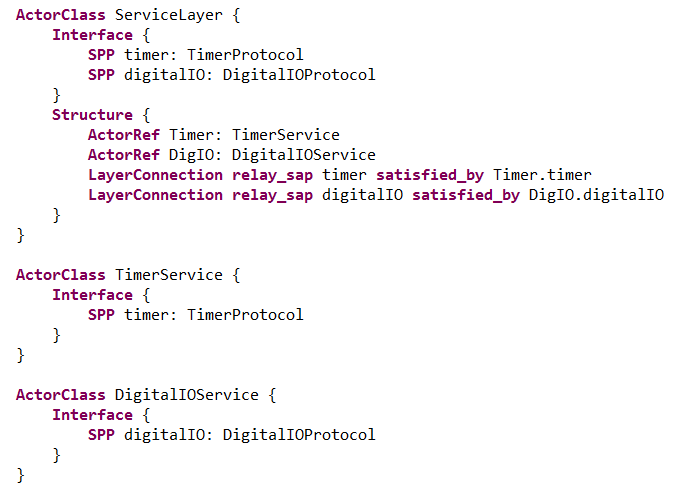 ActorClass ServiceLayer {
    Interface {
        SPP timer: TimerProtocol
        SPP digitalIO: DigitalIOProtocol
    }
    Structure {
        ActorRef Timer: TimerService
        ActorRef DigIO: DigitalIOService
        LayerConnection relay_sap timer satisfied_by Timer.timer
        LayerConnection relay_sap digitalIO satisfied_by DigIO.digitalIO
    }
}

ActorClass TimerService {
    Interface {
        SPP timer: TimerProtocol
    }
}

ActorClass DigitalIOService {
    Interface {
        SPP digitalIO: DigitalIOProtocol
    }
}